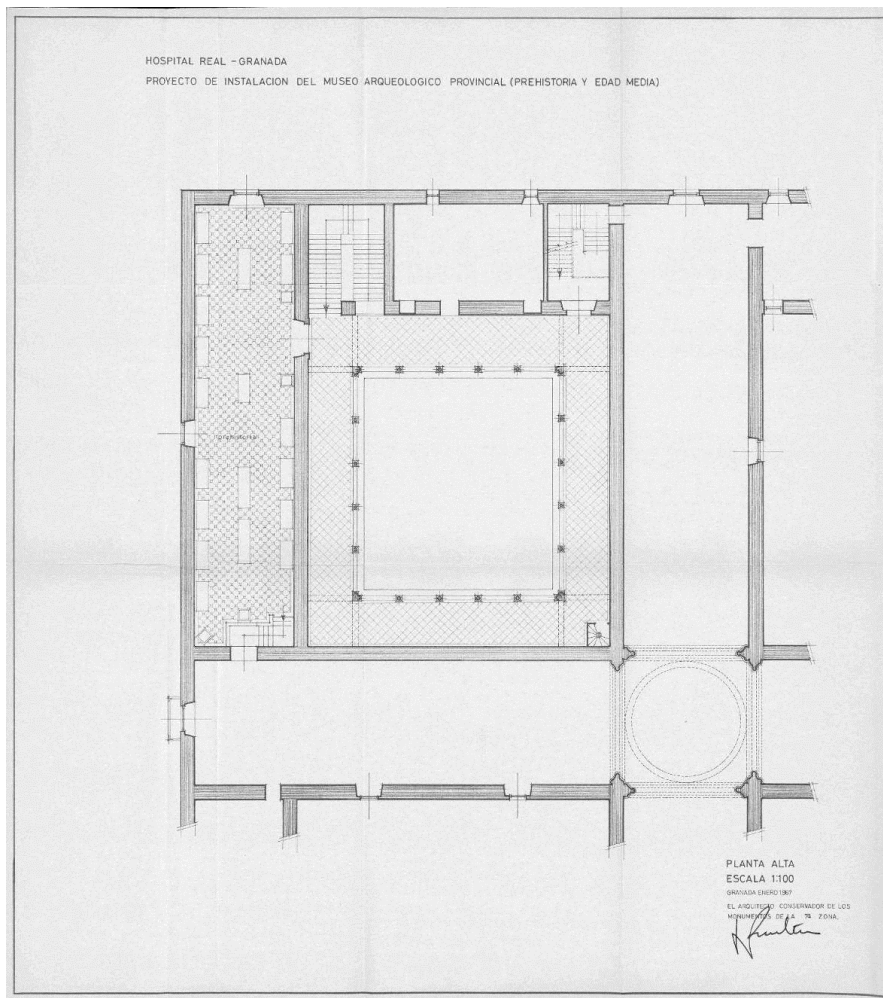 HOSPITAL REAL - GRANADA
PROYECTO DE INSTALACION DEL MUSEO ARQUEOLOGICO PROVINCIAL (PREHISTORIA Y EDAD MEDIA)
prehistoria
PLANTA ALTA
ESCALA 1:100
GRANADA ENERO 1967
EL ARQUITECTO CONSERVADOR DE LOS
MONUMENTOS DE LA 7ª ZONA,